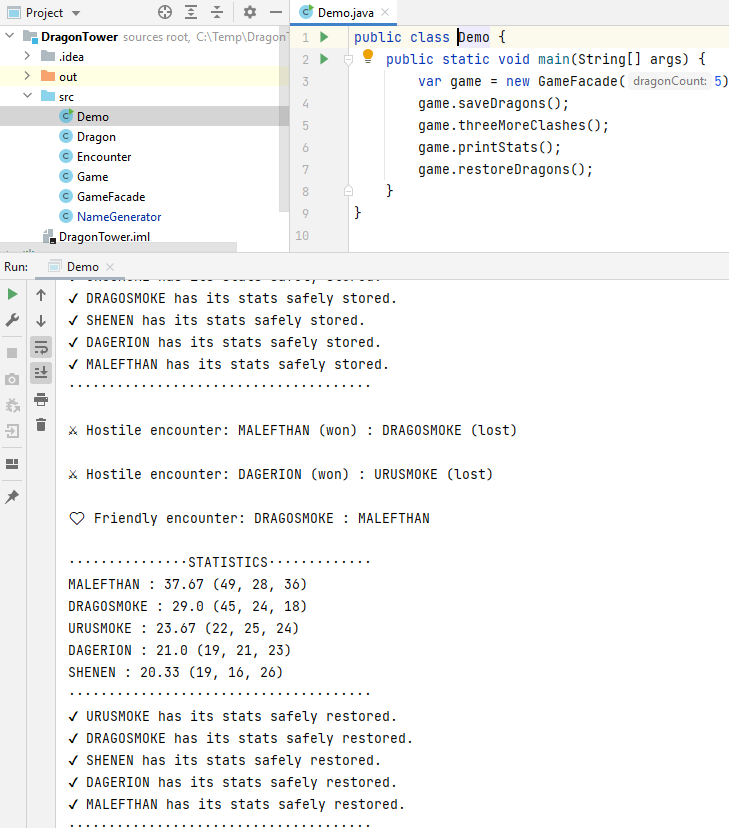 Project
Demo.java
DragonTower sources root, C:\Temp\Dragon
.idea
out
src
Demo
Dragon
Encounter
Game
GameFacade
NameGenerator
DragonTower.iml
1 public class Demo {
2 public static void main(String[] args) {
3 var game = new GameFacade( dragonCount: 5)
4 game.saveDragons();
5 game.threeMoreClashes();
6 game.printStats();
7 game.restoreDragons();
8 }
9 }
10
Run: Demo
✔ DRAGOSMOKE has its stats safely stored.
✔ SHENEN has its stats safely stored.
✔ DAGERION has its stats safely stored.
✔ MALEFTHAN has its stats safely stored.
······································
⚔ Hostile encounter: MALEFTHAN (won) : DRAGOSMOKE (lost)
⚔ Hostile encounter: DAGERION (won) : URUSMOKE (lost)
♡ Friendly encounter: DRAGOSMOKE : MALEFTHAN
···············STATISTICS·············
MALEFTHAN : 37.67 (49, 28, 36)
DRAGOSMOKE : 29.0 (45, 24, 18)
URUSMOKE : 23.67 (22, 25, 24)
DAGERION : 21.0 (19, 21, 23)
SHENEN : 20.33 (19, 16, 26)
······································
✔ URUSMOKE has its stats safely restored.
✔ DRAGOSMOKE has its stats safely restored.
✔ SHENEN has its stats safely restored.
✔ DAGERION has its stats safely restored.
✔ MALEFTHAN has its stats safely restored.
······································